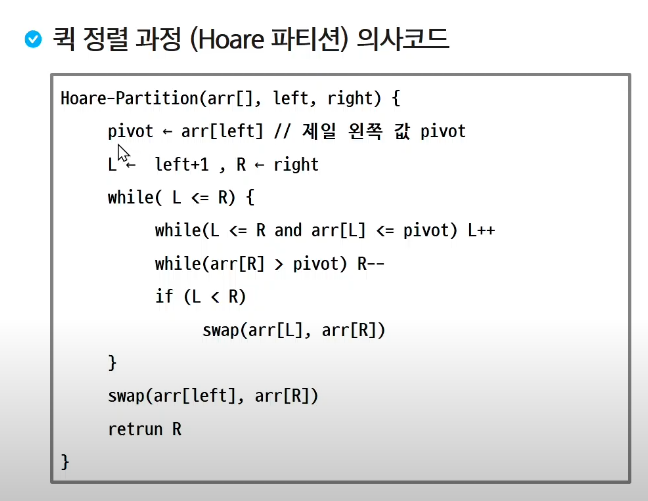 퀵 정렬 과정 (Hoare 파티션) 의사코드
Hoare-Partition(arr[], left, right) {
pivot ← arr[left] // 제일 왼쪽 값 pivot
L ← left+1 , R ← right
while( L <= R) {
while(L <= R and arr[L] <= pivot) L++
while(arr[R] > pivot) R--
if (L < R)
swap(arr[L], arr[R])
}
swap(arr[left], arr[R])
retrun R
}